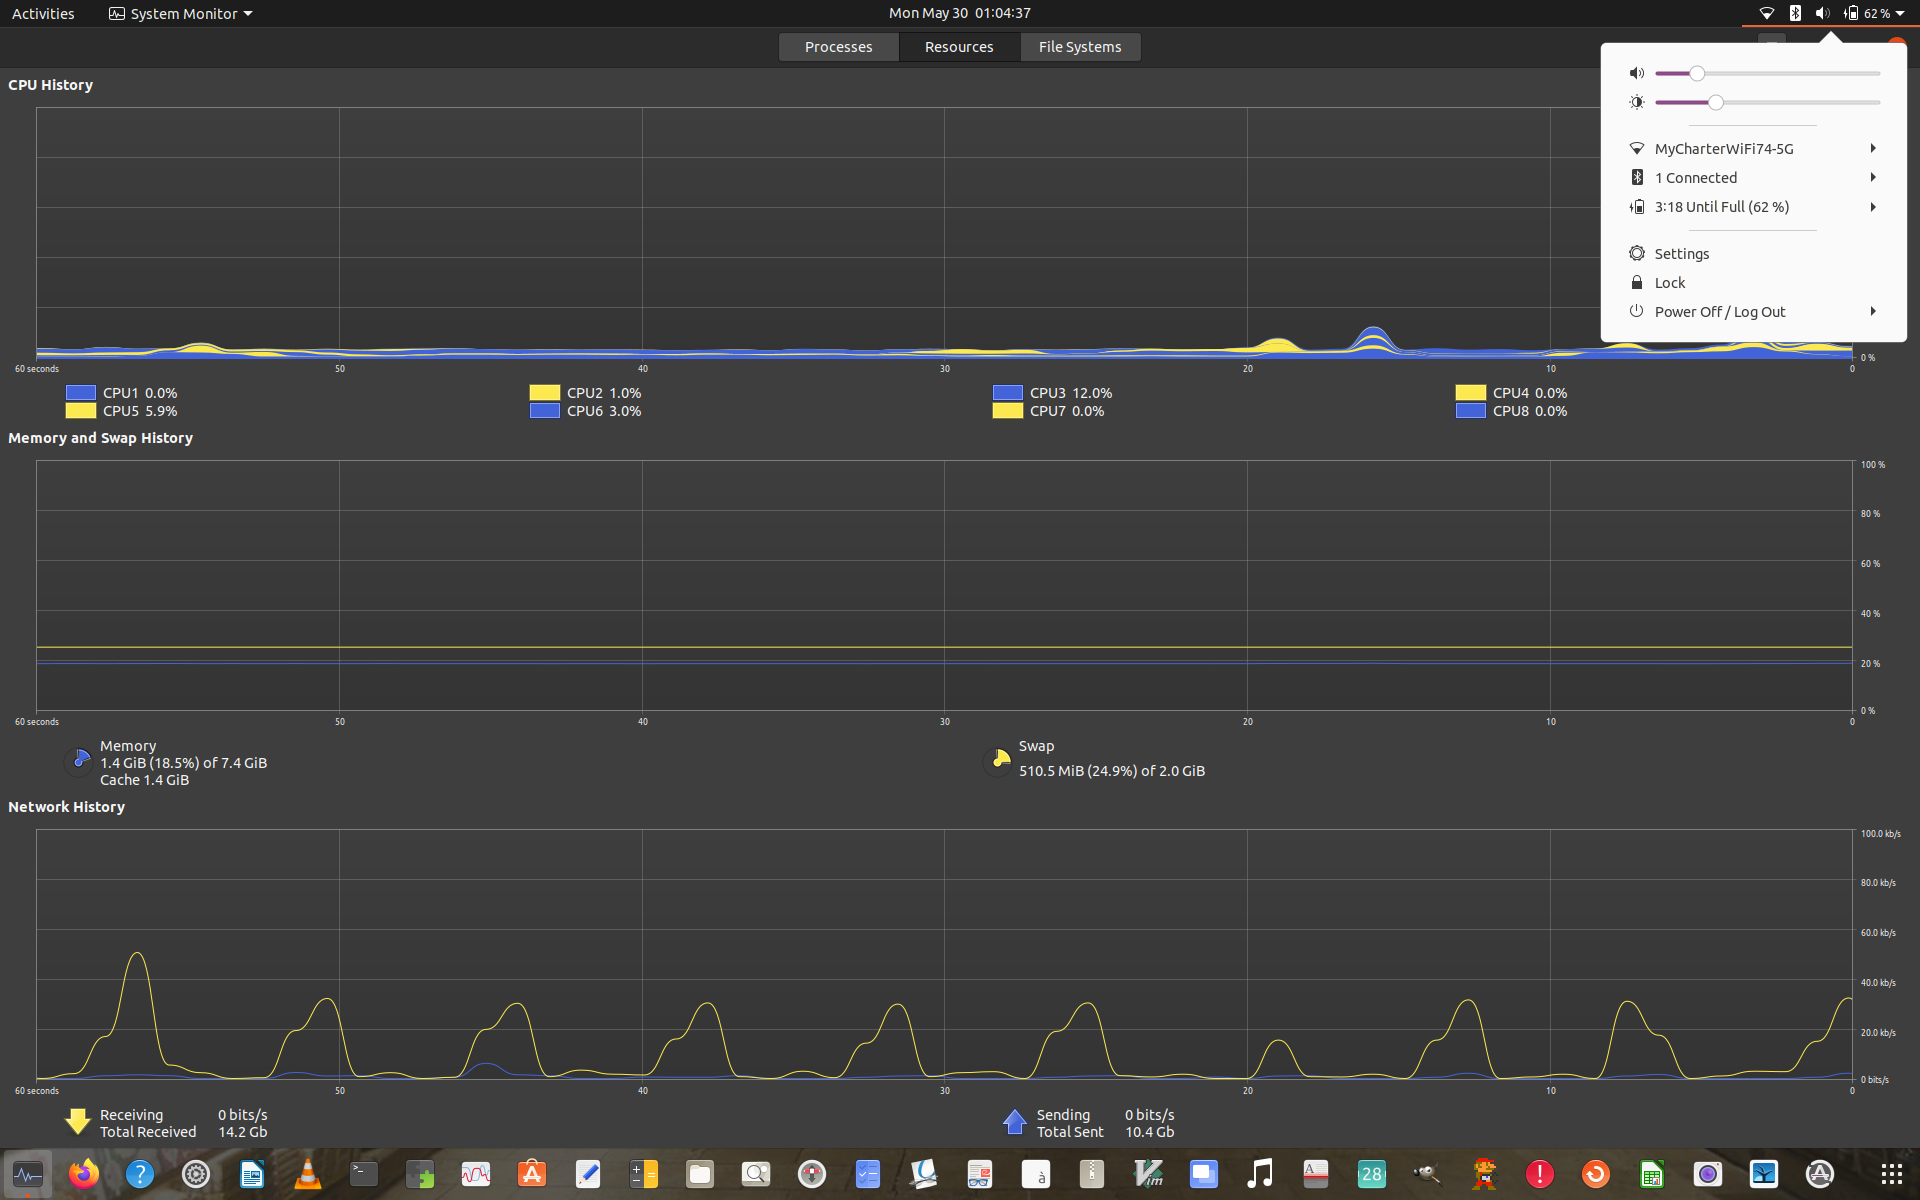 Activities System Monitor Mon May 30 01:04:37 62 %
Processes Resources File Systems
CPU History
MyCharterWiFi74-5G
1 Connected
3:18 Until Full (62 %)
Settings
Lock
Power Off / Log Out
0 %
60 seconds 50 40 30 20 10 0
CPU1 0.0% CPU2 1.0% CPU3 12.0% CPU4 0.0%
CPU5 5.9% CPU6 3.0% CPU7 0.0% CPU8 0.0%
Memory and Swap History
100 %
80 %
60 %
40 %
20 %
0 %
60 seconds 50 40 30 20 10 0
Memory
1.4 GiB (18.5%) of 7.4 GiB
Cache 1.4 GiB
Swap
510.5 MiB (24.9%) of 2.0 GiB
Network History
100.0 kb/s
80.0 kb/s
60.0 kb/s
40.0 kb/s
20.0 kb/s
0 bits/s
60 seconds 50 40 30 20 10 0
Receiving 0 bits/s
Total Received 14.2 Gb
Sending 0 bits/s
Total Sent 10.4 Gb
à
Vim
A
28